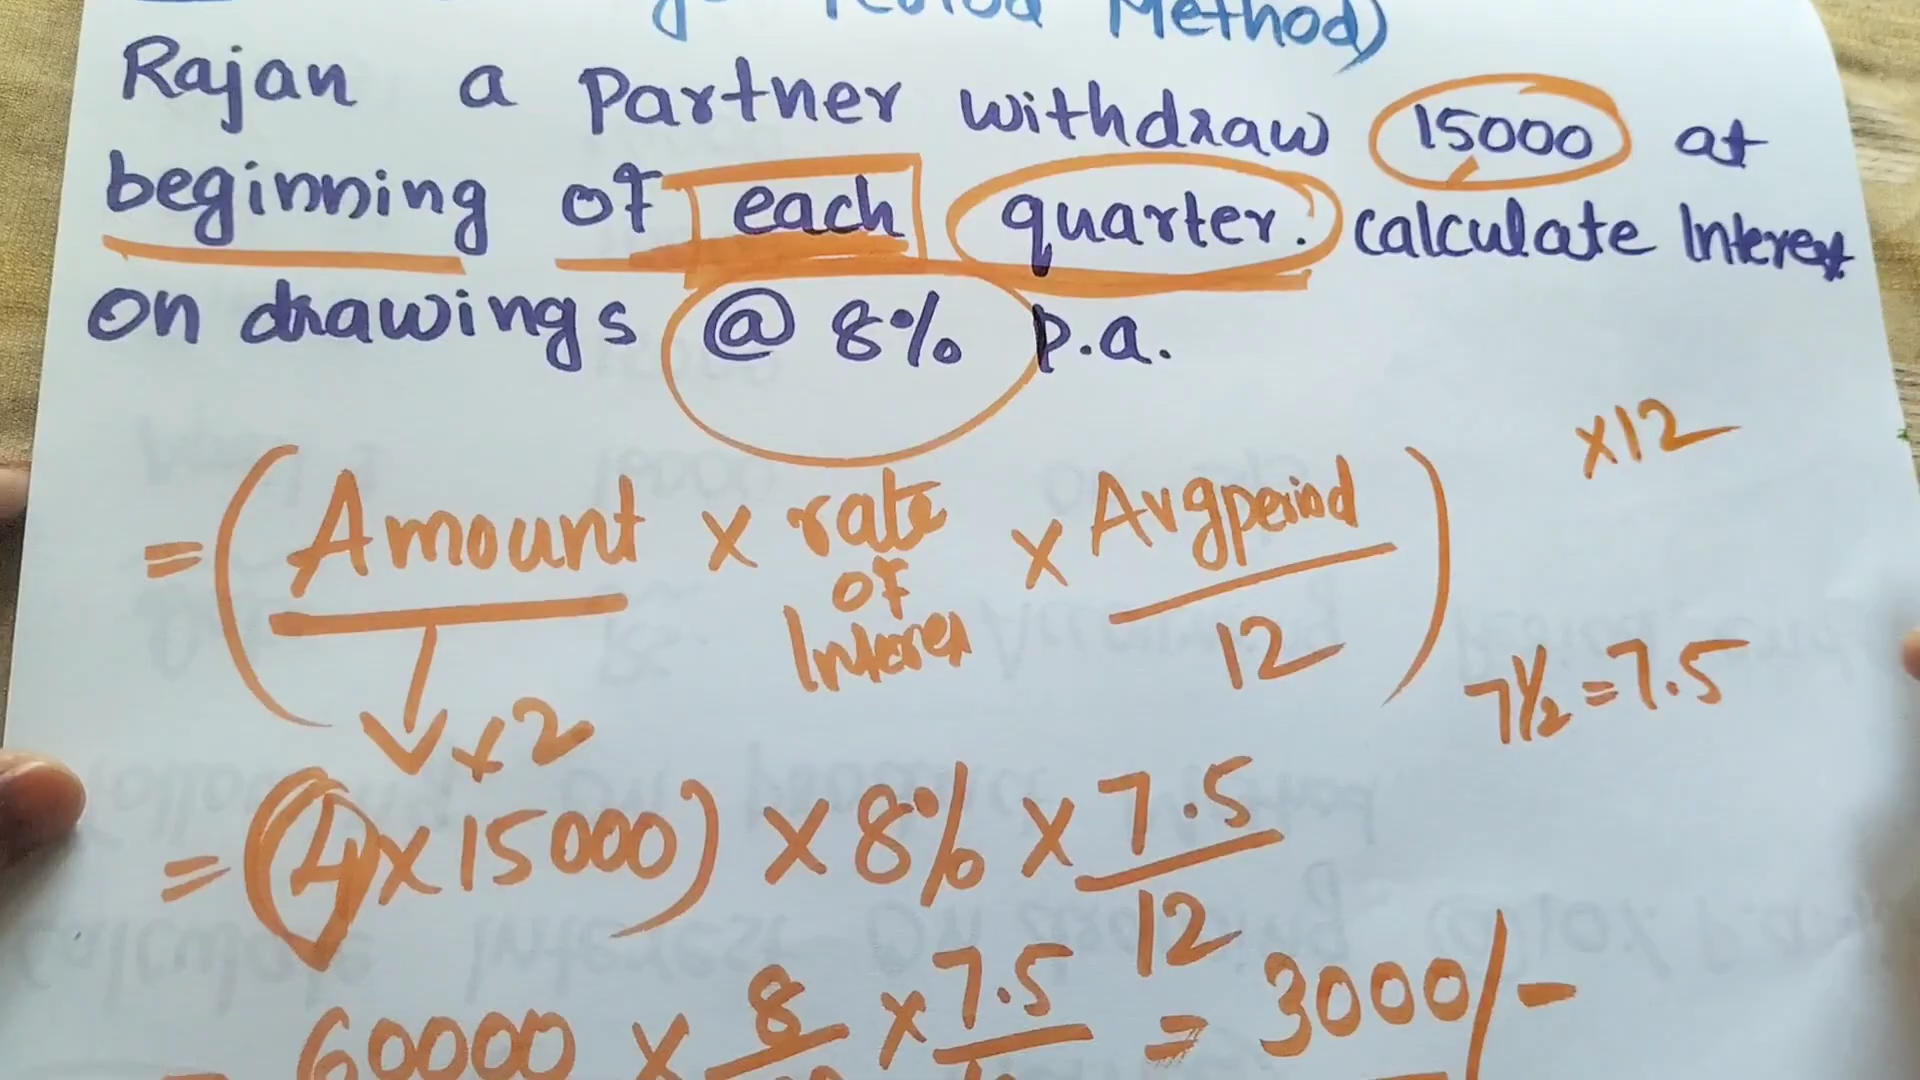 Period Method)
Rajan a Partner withdraw 15000 at
beginning of each quarter. calculate Interest
on drawings @ 8% p.a.
×12
= (Amount × rate of Interest × Avg period / 12)
7½ = 7.5
×2
= (4×15000) × 8% × 7.5 / 12
= 60000 × 8 × 7.5 = 3000/-